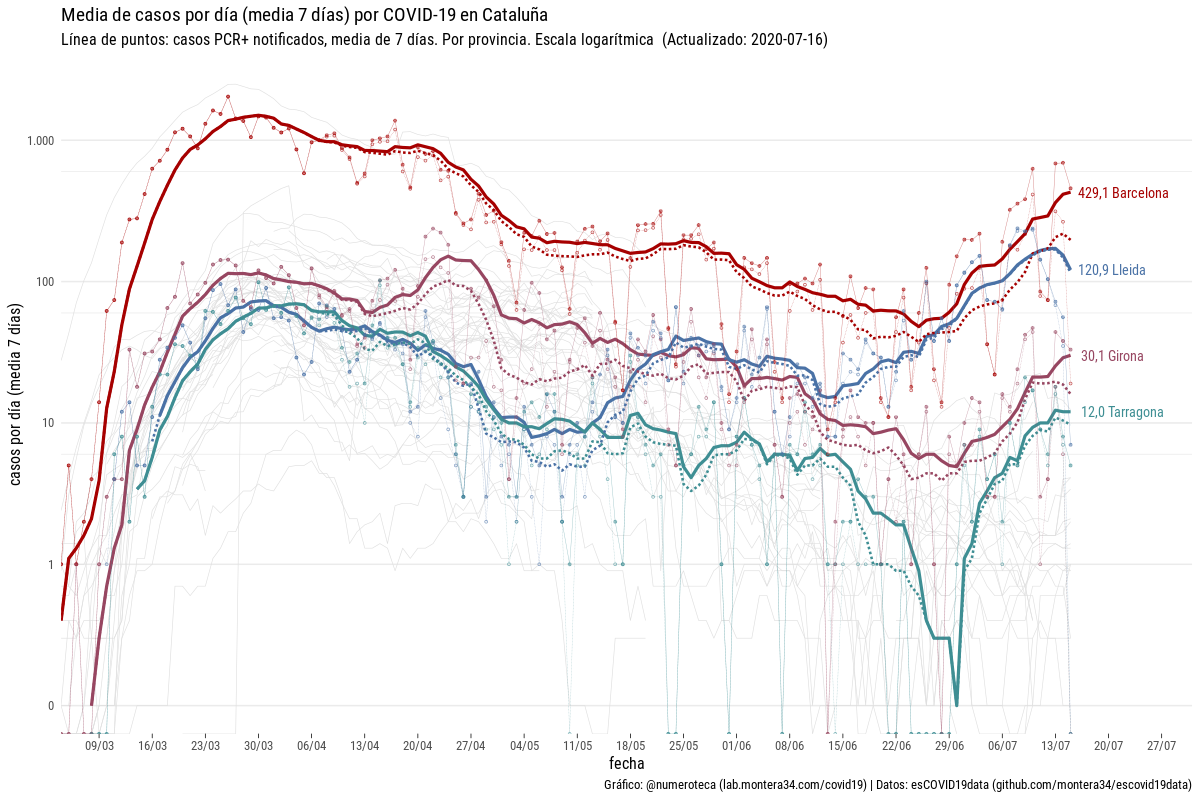 Media de casos por día (media 7 días) por COVID-19 en Cataluña
Línea de puntos: casos PCR+ notificados, media de 7 días. Por provincia. Escala logarítmica (Actualizado: 2020-07-16)
casos por día (media 7 días)
1.000
100
10
1
0
429,1 Barcelona
120,9 Lleida
30,1 Girona
12,0 Tarragona
09/03 16/03 23/03 30/03 06/04 13/04 20/04 27/04 04/05 11/05 18/05 25/05 01/06 08/06 15/06 22/06 29/06 06/07 13/07 20/07 27/07
fecha
Gráfico: @numeroteca (lab.montera34.com/covid19) | Datos: esCOVID19data (github.com/montera34/escovid19data)